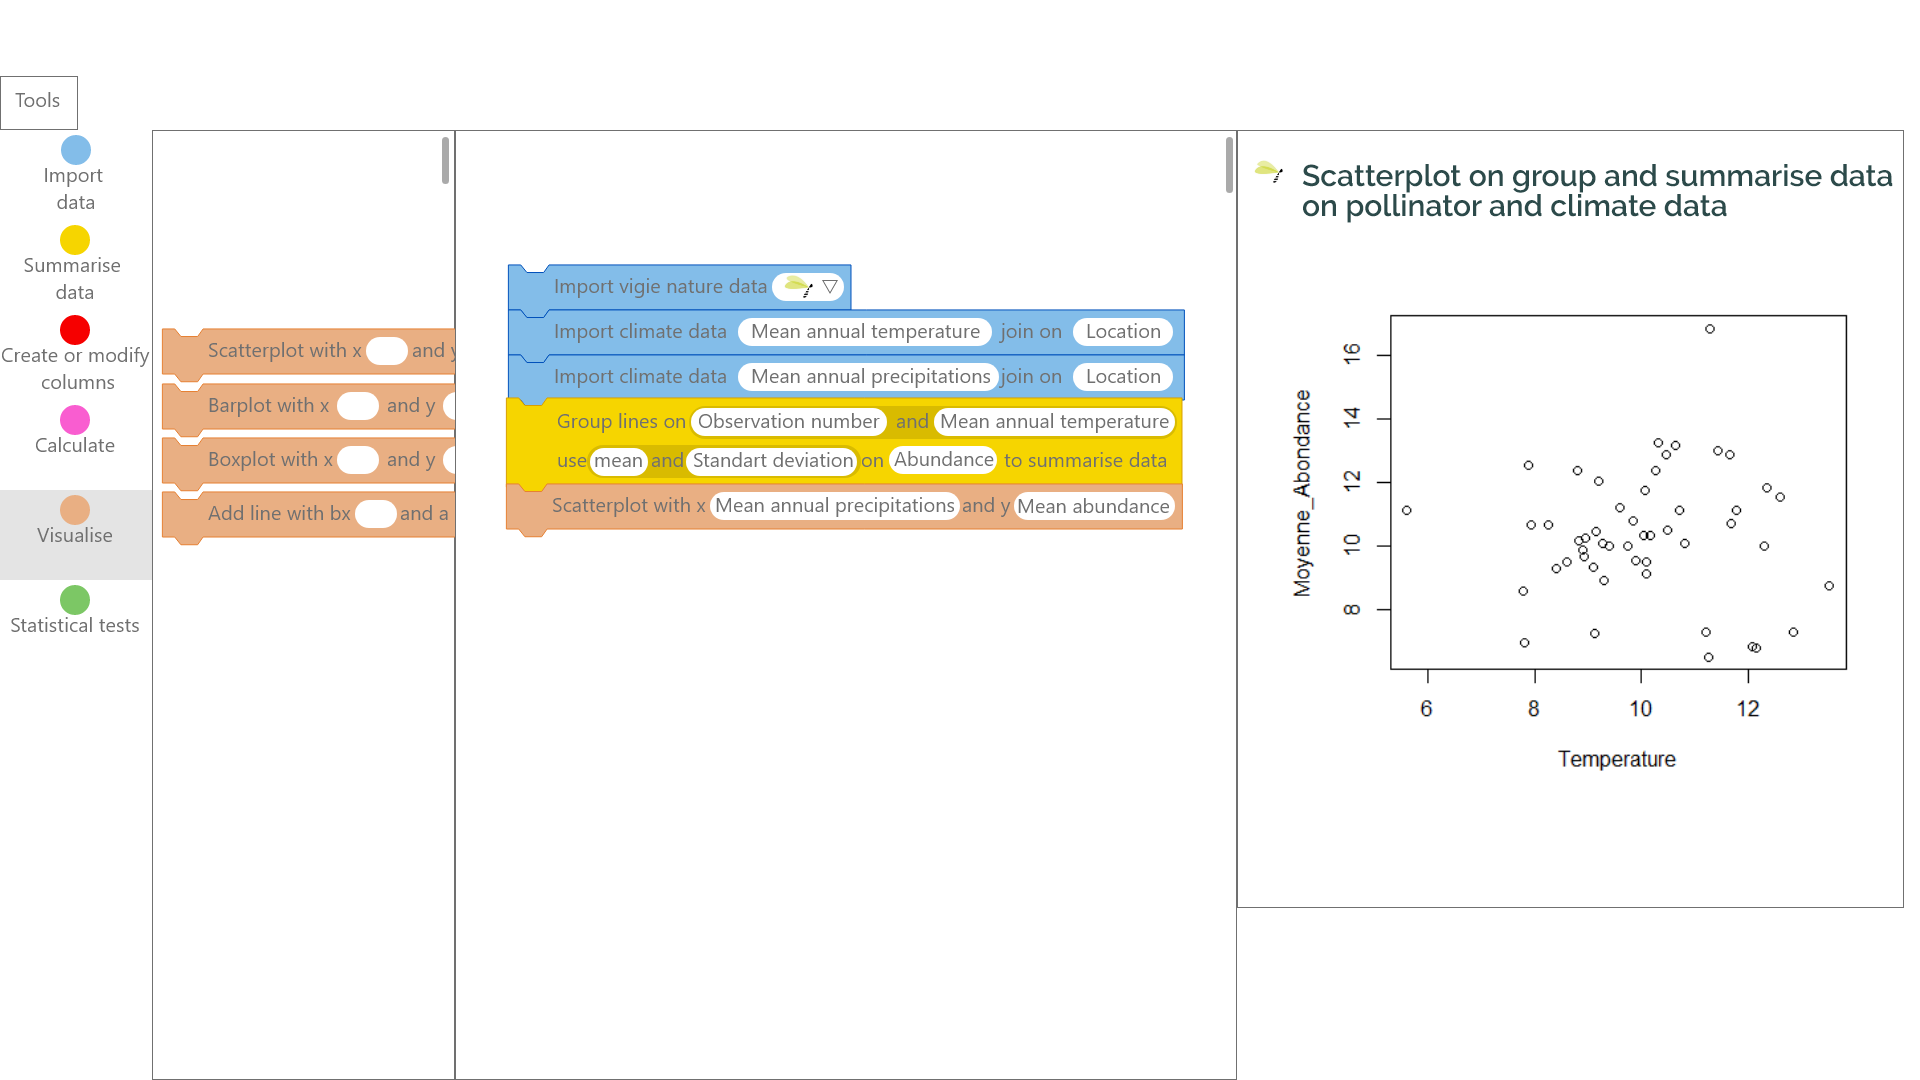 Tools
Import
data
Summarise
data
Create or modify
columns
Calculate
Visualise
Statistical tests
Scatterplot with x and y
Barplot with x and y
Boxplot with x and y
Add line with bx and a
Import vigie nature data
Import climate data Mean annual temperature join on Location
Import climate data Mean annual precipitations join on Location
Group lines on Observation number and Mean annual temperature
use mean and Standart deviation on Abundance to summarise data
Scatterplot with x Mean annual precipitations and y Mean abundance
Scatterplot on group and summarise data
on pollinator and climate data
Moyenne_Abondance
16
14
12
10
8
6 8 10 12
Temperature